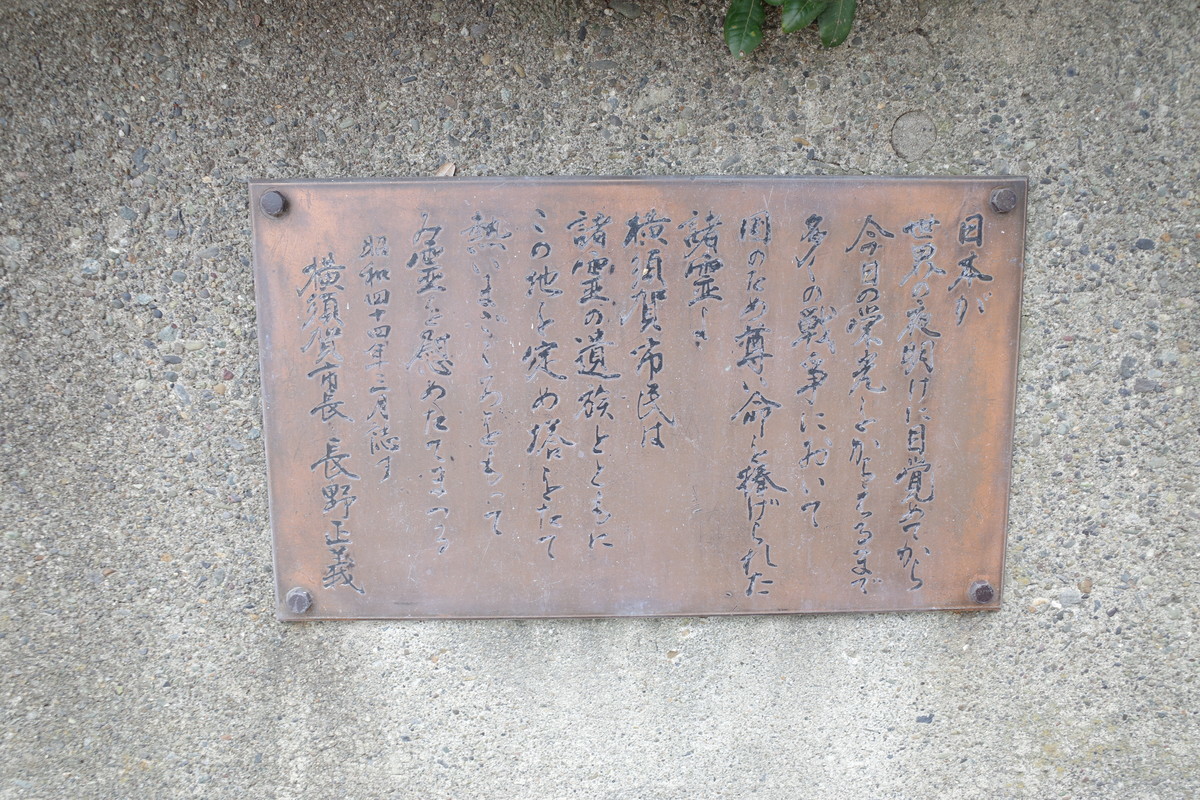 日本が
世界の夜明けに目覚めてから
今日の栄光をかちえるまで
多くの戦争において
国のため尊い命を捧げられた
諸霊よ
横須賀市民は
諸霊の遺族とともに
この地を定め塔をたて
熱いまごころをもって
み霊を慰めたてまつる
昭和四十四年三月誌す
横須賀市長 長野正義